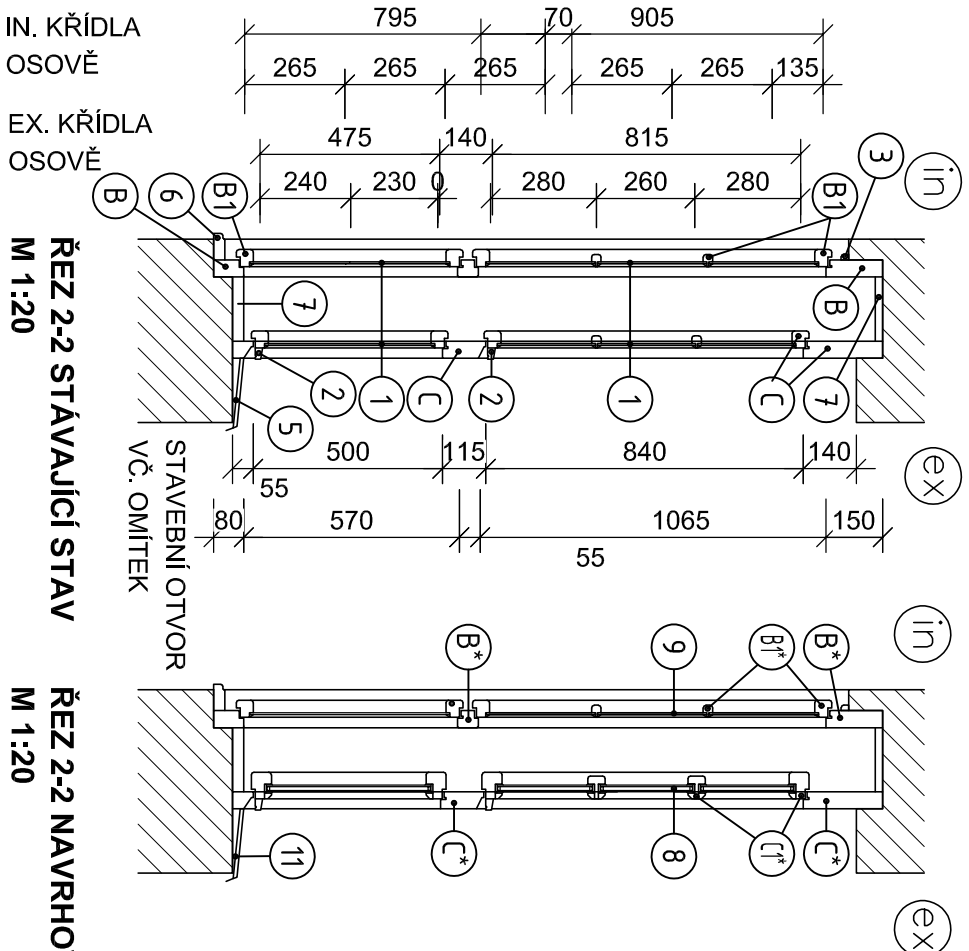 IN. KŘÍDLA
OSOVĚ
795 70 905
265 265 265 265 265 135
EX. KŘÍDLA
OSOVĚ
475 140 815
240 230 0 280 260 280
3
in
B 6 B1 B1
B
7 7
2 1 C 2 1 C 7
5
ex
500 115 840 140
55
80 570 1065 150
55
STAVEBNÍ OTVOR
VČ. OMÍTEK
ŘEZ 2-2 STÁVAJÍCÍ STAV
M 1:20
in
B* 9 B1* B*
11 C* 8 C1* C*
ex
ŘEZ 2-2 NAVRHO
M 1:20